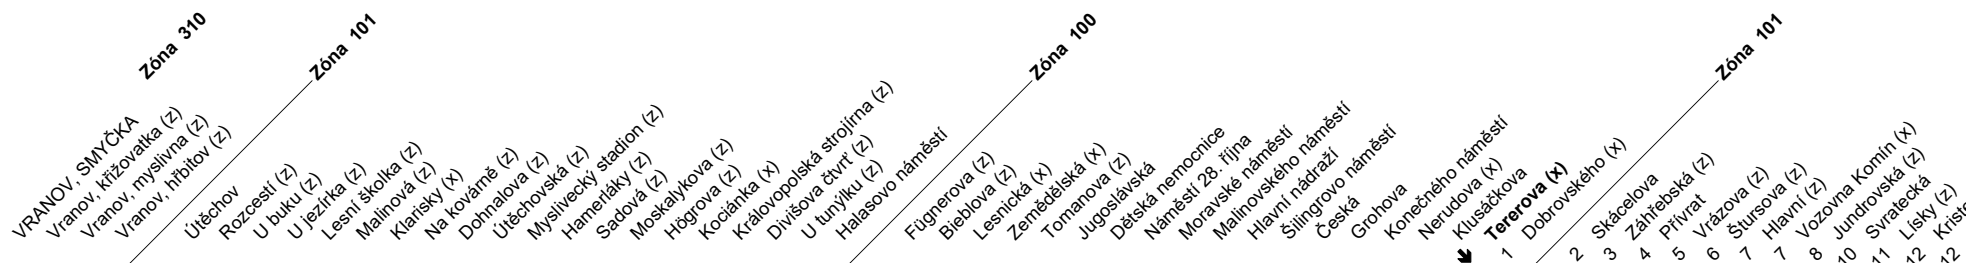 Zóna 310
VRANOV, SMYČKA
Vranov, křižovatka (z)
Vranov, myslivna (z)
Vranov, hřbitov (z)
Zóna 101
Útěchov
Rozcestí (z)
U buku (z)
U jezírka (z)
Lesní školka (z)
Malinová (z)
Klarisky (x)
Na kovárně (z)
Dohnalova (z)
Útěchovská (z)
Myslivecký stadion (z)
Hamerláky (z)
Sadová (z)
Moskalykova (z)
Högrova (z)
Kociánka (x)
Královopolská strojírna (z)
Divišova čtvrť (z)
U tunýlku (z)
Halasovo náměstí
Zóna 100
Fügnerova (z)
Bieblova (z)
Lesnická (x)
Zemědělská (x)
Tomanova (z)
Jugoslávská
Dětská nemocnice
Náměstí 28. října
Moravské náměstí
Malinovského náměstí
Hlavní nádraží
Šilingrovo náměstí
Česká
Grohova
Konečného náměstí
Nerudova (x)
Klusáčkova
Tererova (x)
1 Dobrovského (x)
Zóna 101
2 Skácelova
3 Záhřebská (z)
4 Přívrat
5 Vrázova (z)
6 Štursova (z)
7 Hlavní (z)
7 Vozovna Komín (x)
8 Jundrovská (z)
10 Svratecká
11 Lísky (z)
12
12